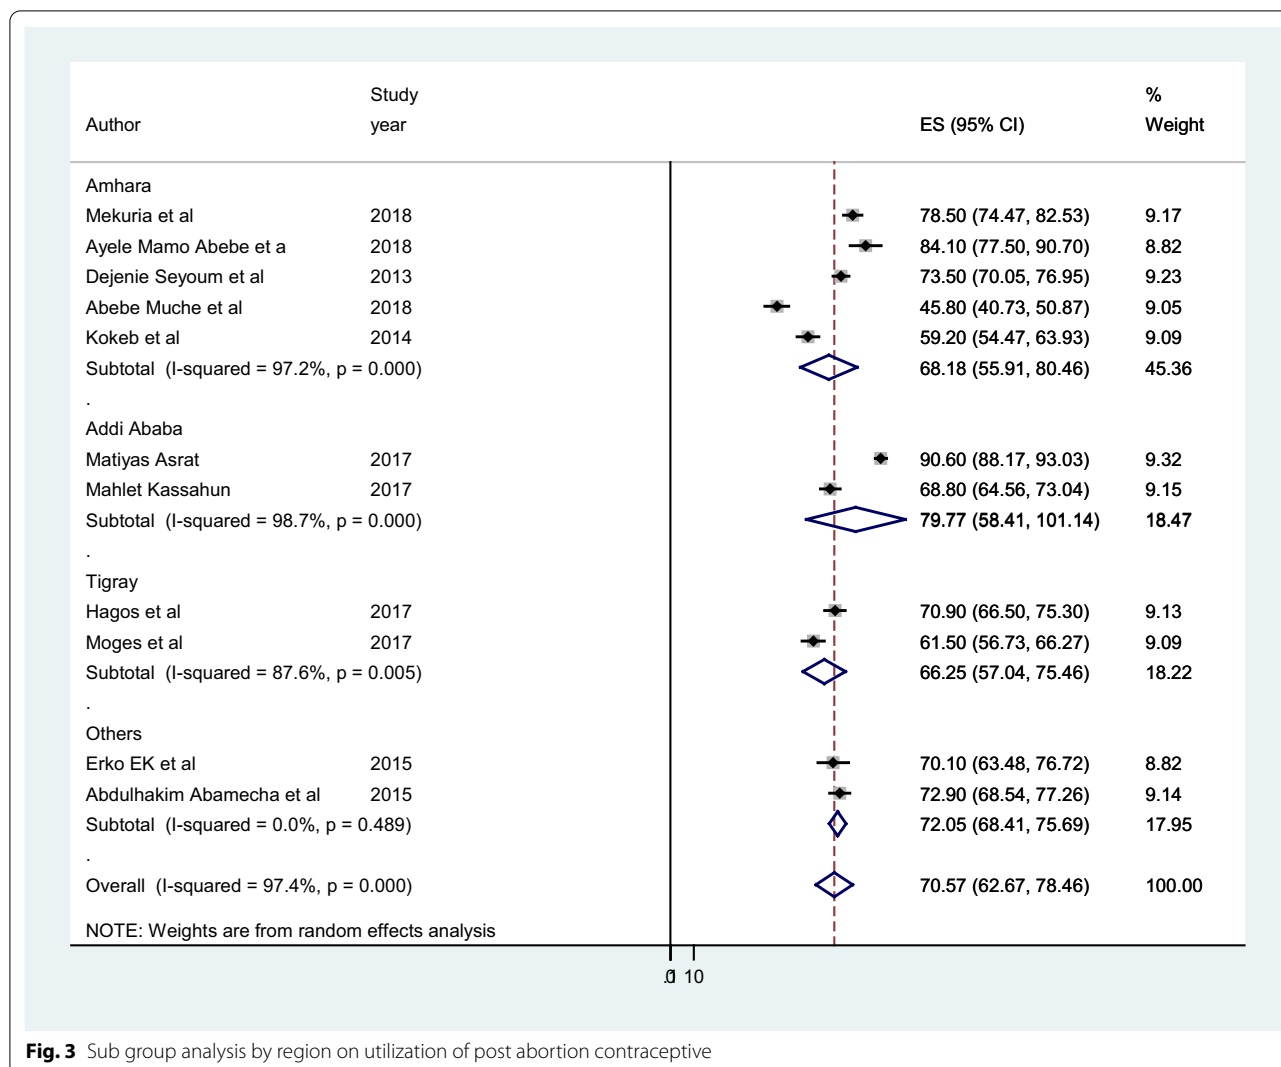 Author Study year ES (95% CI) % Weight
Amhara
Mekuria et al 2018 78.50 (74.47, 82.53) 9.17
Ayele Mamo Abebe et a 2018 84.10 (77.50, 90.70) 8.82
Dejenie Seyoum et al 2013 73.50 (70.05, 76.95) 9.23
Abebe Muche et al 2018 45.80 (40.73, 50.87) 9.05
Kokeb et al 2014 59.20 (54.47, 63.93) 9.09
Subtotal (I-squared = 97.2%, p = 0.000) 68.18 (55.91, 80.46) 45.36
.
Addi Ababa
Matiyas Asrat 2017 90.60 (88.17, 93.03) 9.32
Mahlet Kassahun 2017 68.80 (64.56, 73.04) 9.15
Subtotal (I-squared = 98.7%, p = 0.000) 79.77 (58.41, 101.14) 18.47
.
Tigray
Hagos et al 2017 70.90 (66.50, 75.30) 9.13
Moges et al 2017 61.50 (56.73, 66.27) 9.09
Subtotal (I-squared = 87.6%, p = 0.005) 66.25 (57.04, 75.46) 18.22
.
Others
Erko EK et al 2015 70.10 (63.48, 76.72) 8.82
Abdulhakim Abamecha et al 2015 72.90 (68.54, 77.26) 9.14
Subtotal (I-squared = 0.0%, p = 0.489) 72.05 (68.41, 75.69) 17.95
.
Overall (I-squared = 97.4%, p = 0.000) 70.57 (62.67, 78.46) 100.00
NOTE: Weights are from random effects analysis
10
Fig. 3 Sub group analysis by region on utilization of post abortion contraceptive